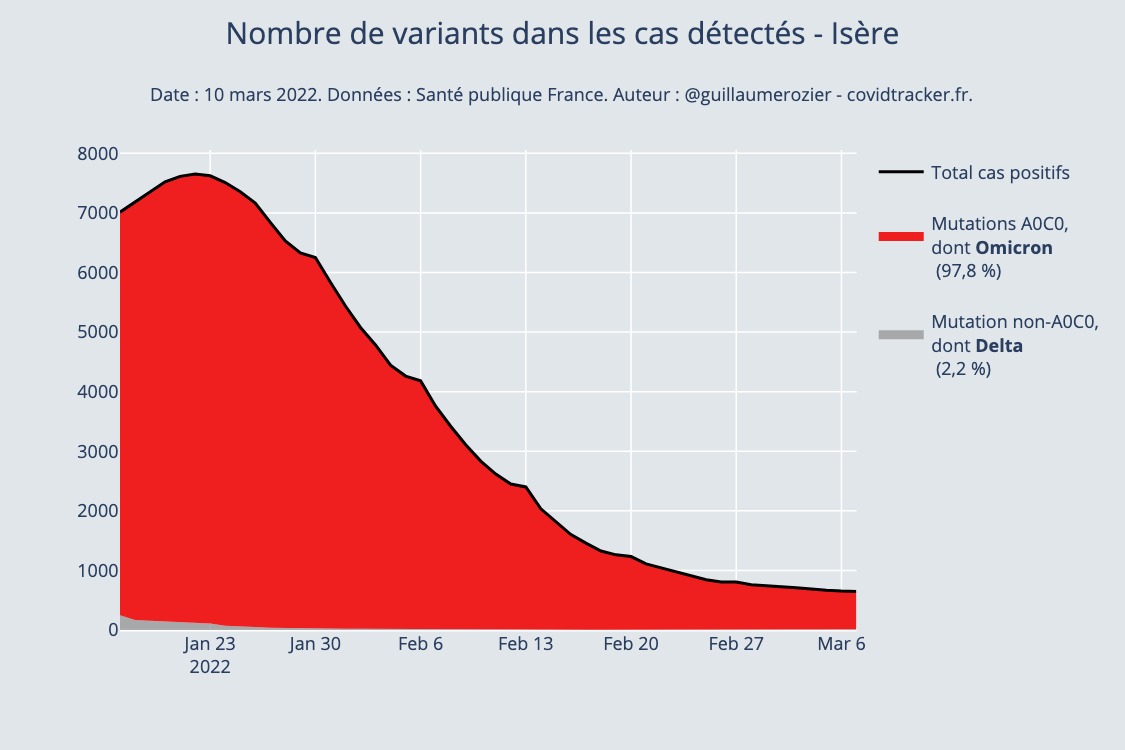 Nombre de variants dans les cas détectés - Isère
Date : 10 mars 2022. Données : Santé publique France. Auteur : @guillaumerozier - covidtracker.fr.
8000
7000
6000
5000
4000
3000
2000
1000
0
Jan 23
2022
Jan 30
Feb 6
Feb 13
Feb 20
Feb 27
Mar 6
Total cas positifs
Mutations A0C0,
dont Omicron
(97,8 %)
Mutation non-A0C0,
dont Delta
(2,2 %)